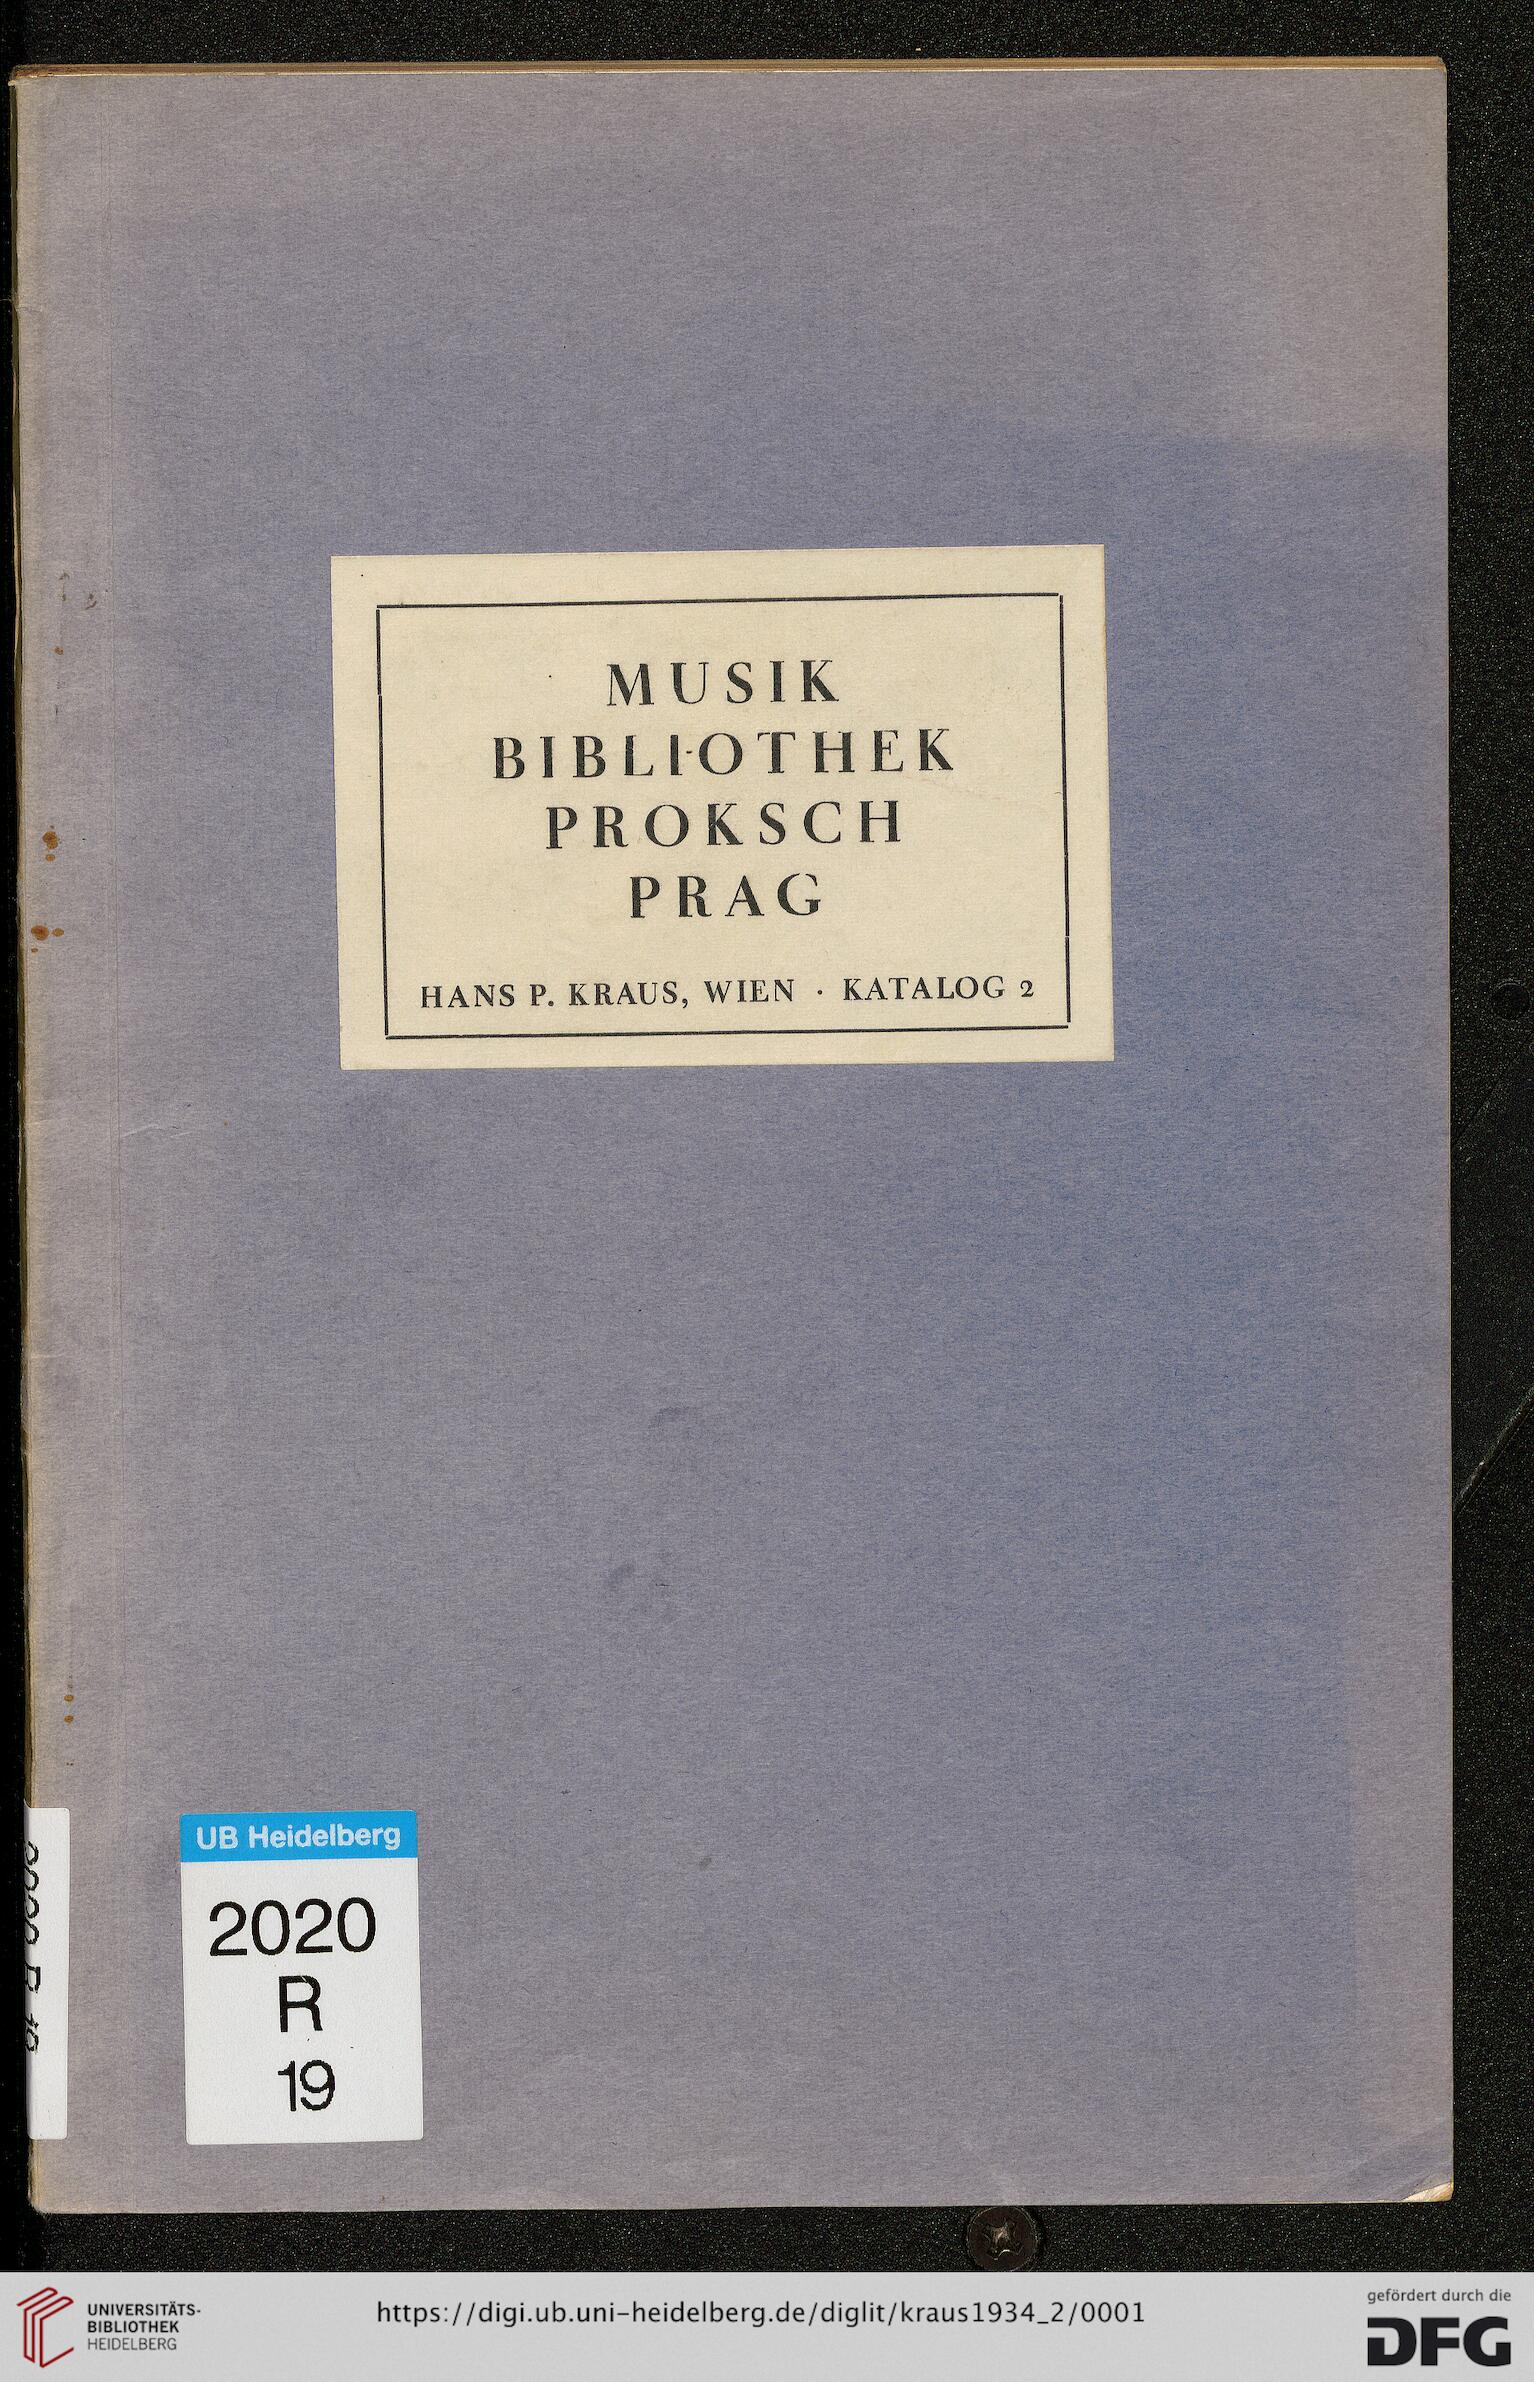 MUSIK
BIBLIOTHEK
PROKSCH
PRAG
HANS P. KRAUS, WIEN · KATALOG 2
UB Heidelberg
2020
R
19
UNIVERSITÄTS-
BIBLIOTHEK
HEIDELBERG
https://digi.ub.uni-heidelberg.de/diglit/kraus1934_2/0001
gefördert durch die
DFG